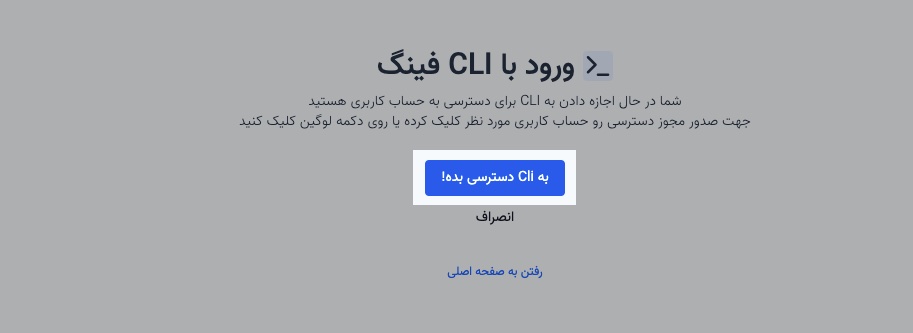 ورود با CLI فینگ
شما در حال اجازه دادن به CLI برای دسترسی به حساب کاربری هستید
جهت صدور مجوز دسترسی رو حساب کاربری مورد نظر کلیک کرده یا روی دکمه لوگین کلیک کنید
به Cli دسترسی بده!
انصراف
رفتن به صفحه اصلی